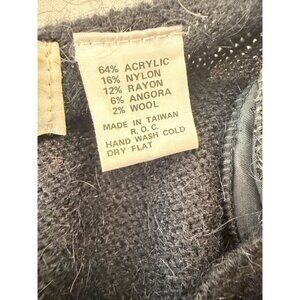 64% ACRYLIC
16% NYLON
12% RAYON
6% ANGORA
2% WOOL
MADE IN TAIWAN
R.O.C.
HAND WASH COLD
DRY FLAT